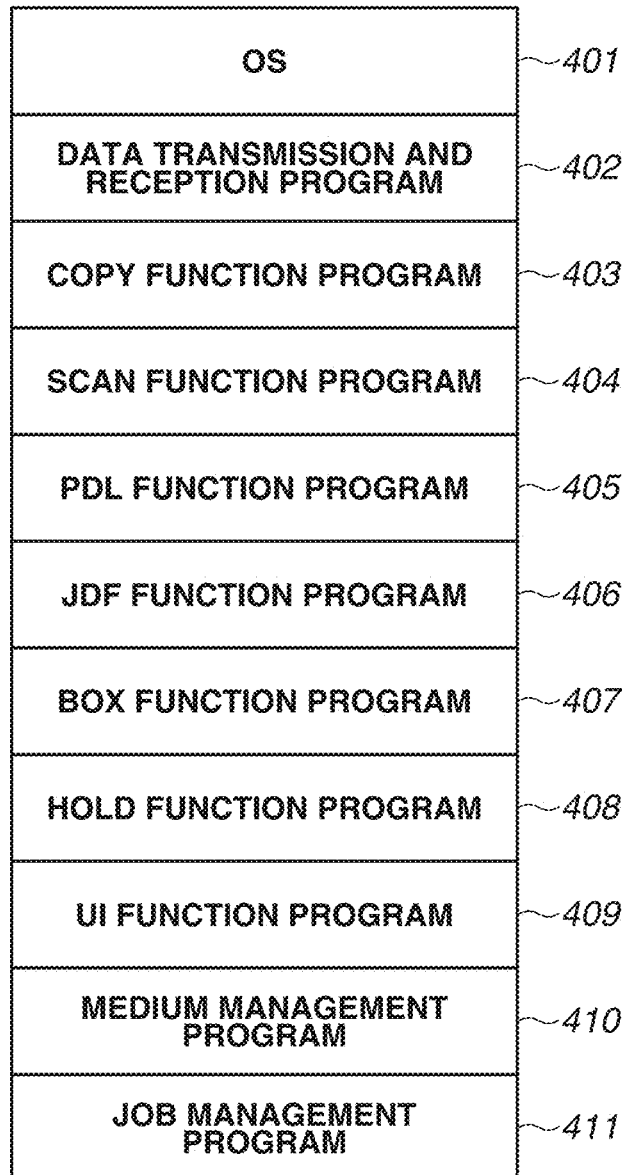 OS
401
DATA TRANSMISSION AND
RECEPTION PROGRAM
402
COPY FUNCTION PROGRAM
403
SCAN FUNCTION PROGRAM
404
PDL FUNCTION PROGRAM
405
JDF FUNCTION PROGRAM
406
BOX FUNCTION PROGRAM
407
HOLD FUNCTION PROGRAM
408
UI FUNCTION PROGRAM
409
MEDIUM MANAGEMENT
PROGRAM
410
JOB MANAGEMENT
PROGRAM
411